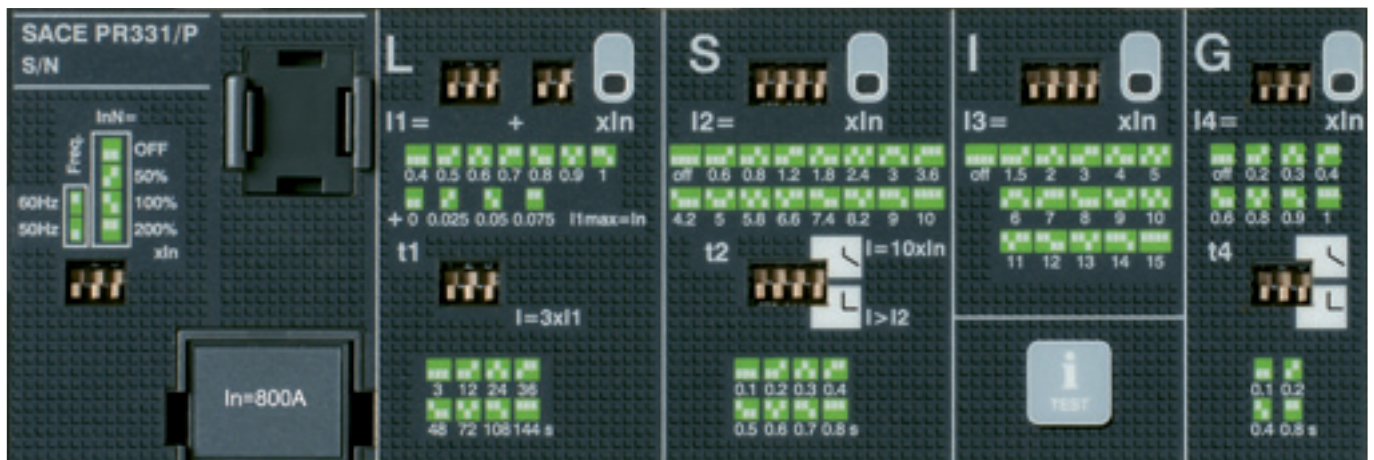 SACE PR331/P
S/N
InN=
Freq.
OFF
50%
60Hz
100%
50Hz
200%
xIn
In=800A
L
I1= + xIn
0.4 0.5 0.6 0.7 0.8 0.9 1
+ 0 0.025 0.05 0.075 I1max=In
t1
I=3xI1
3 12 24 36
48 72 108 144 s
S
I2= xIn
off 0.6 0.8 1.2 1.8 2.4 3 3.6
4.2 5 5.8 6.6 7.4 8.2 9 10
t2
I=10xIn
I>I2
0.1 0.2 0.3 0.4
0.5 0.6 0.7 0.8 s
I
I3= xIn
off 1.5 2 3 4 5
6 7 8 9 10
11 12 13 14 15
i
TEST
G
I4= xIn
off 0.2 0.3 0.4
0.6 0.8 0.9 1
t4
0.1 0.2
0.4 0.8 s